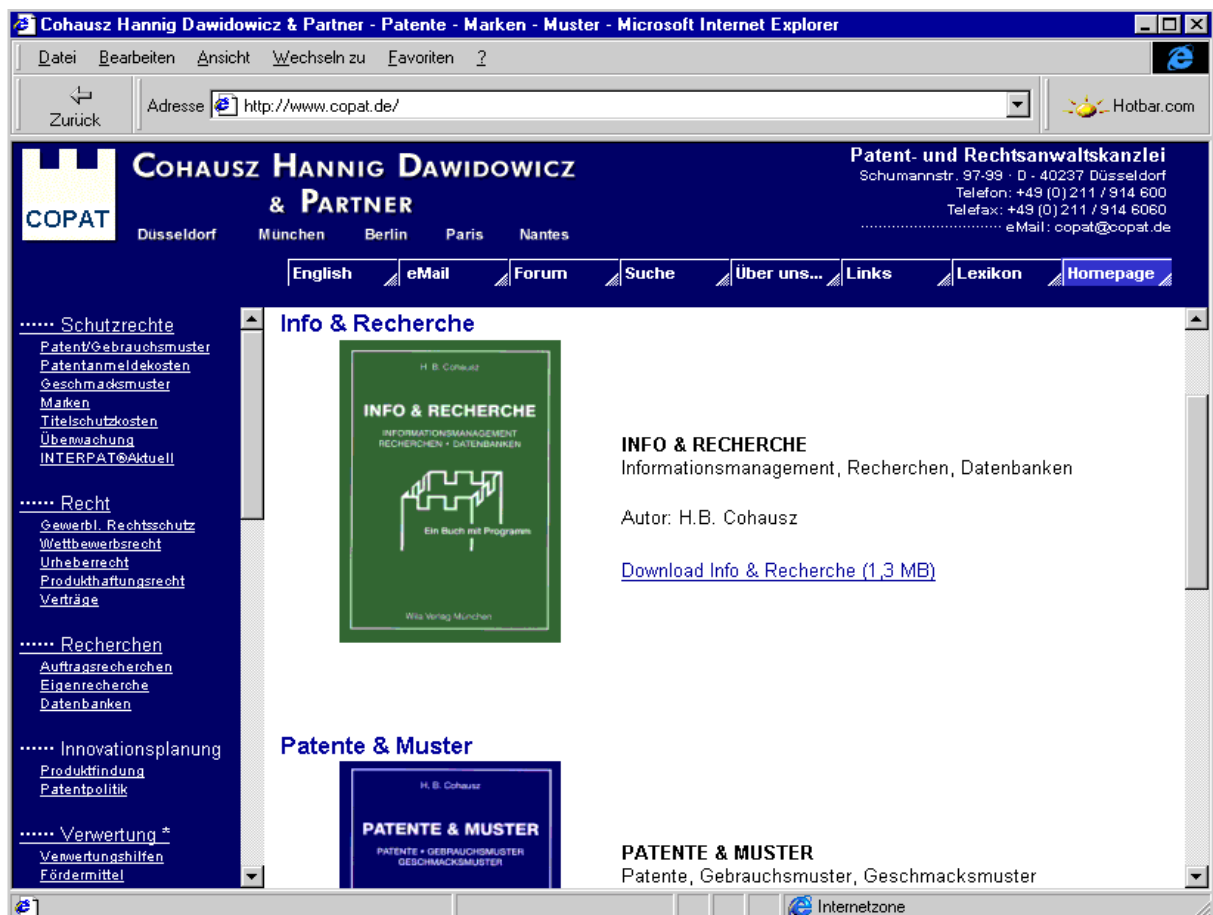 Cohausz Hannig Dawidowicz & Partner - Patente - Marken - Muster - Microsoft Internet Explorer
Datei Bearbeiten Ansicht Wechseln zu Favoriten ?
Zurück
Adresse http://www.copat.de/
Hotbar.com
COPAT
COHAUSZ HANNIG DAWIDOWICZ
& PARTNER
Düsseldorf München Berlin Paris Nantes
Patent- und Rechtsanwaltskanzlei
Schumannstr. 97-99 · D - 40237 Düsseldorf
Telefon: +49 (0) 211 / 914 600
Telefax: +49 (0) 211 / 914 6060
eMail: copat@copat.de
English eMail Forum Suche Über uns... Links Lexikon Homepage
······ Schutzrechte
Patent/Gebrauchsmuster
Patentanmeldekosten
Geschmacksmuster
Marken
Titelschutzkosten
Überwachung
INTERPAT®Aktuell
······ Recht
Gewerbl. Rechtsschutz
Wettbewerbsrecht
Urheberrecht
Produkthaftungsrecht
Verträge
······ Recherchen
Auftragsrecherchen
Eigenrecherche
Datenbanken
······ Innovationsplanung
Produktfindung
Patentpolitik
······ Verwertung *
Verwertungshilfen
Fördermittel
Info & Recherche
H. B. Cohausz
INFO & RECHERCHE
INFORMATIONSMANAGEMENT
RECHERCHEN • DATENBANKEN
Ein Buch mit Programm
Wila Verlag München
INFO & RECHERCHE
Informationsmanagement, Recherchen, Datenbanken
Autor: H.B. Cohausz
Download Info & Recherche (1,3 MB)
Patente & Muster
H. B. Cohausz
PATENTE & MUSTER
PATENTE • GEBRAUCHSMUSTER
GESCHMACKSMUSTER
PATENTE & MUSTER
Patente, Gebrauchsmuster, Geschmacksmuster
Internetzone